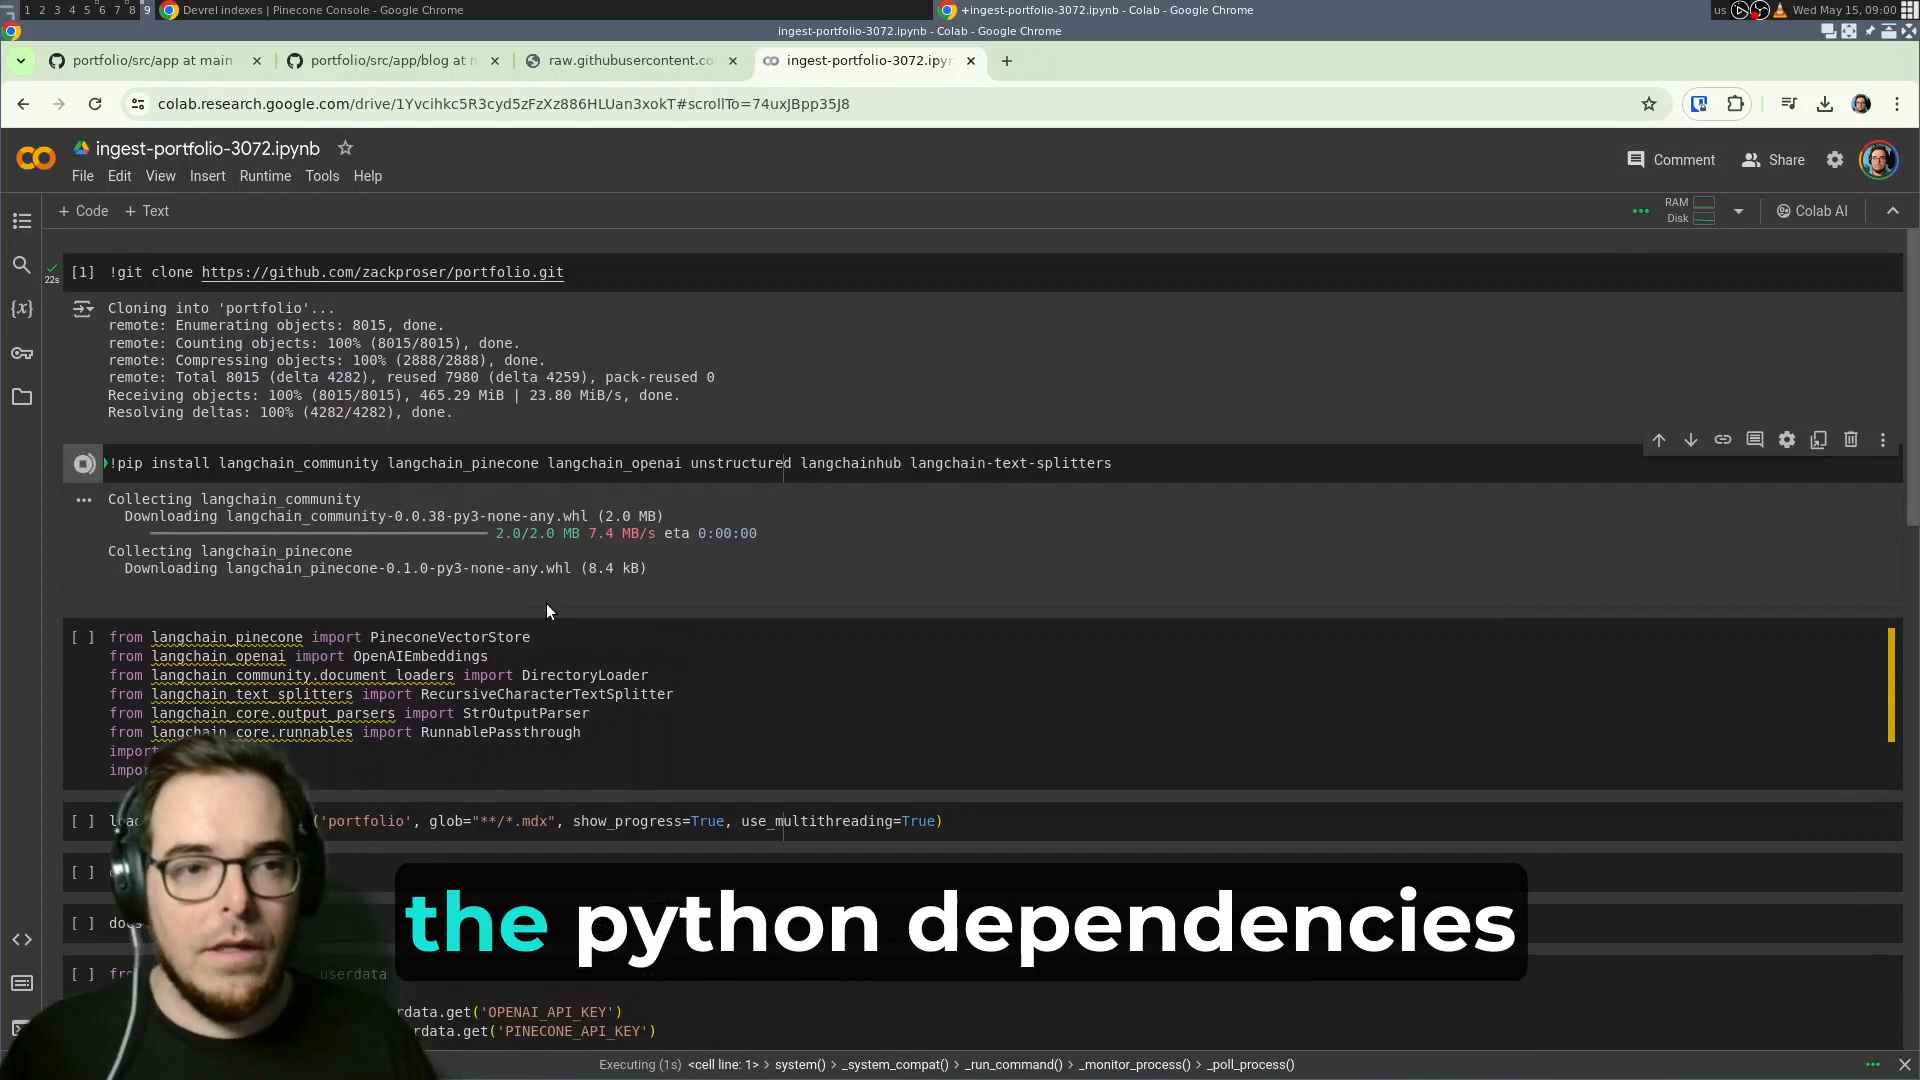 1 2 3 4 5 6 7 8 9 Devrel indexes | Pinecone Console - Google Chrome +ingest-portfolio-3072.ipynb - Colab - Google Chrome us Wed May 15, 09:00
ingest-portfolio-3072.ipynb - Colab - Google Chrome
portfolio/src/app at main portfolio/src/app/blog at raw.githubusercontent.co ingest-portfolio-3072.ipyn
colab.research.google.com/drive/1Yvcihkc5R3cyd5zFzXz886HLUan3xokT#scrollTo=74uxJBpp35J8
ingest-portfolio-3072.ipynb
Comment Share
File Edit View Insert Runtime Tools Help
+ Code + Text
RAM
Disk
Colab AI
22s
[1] !git clone https://github.com/zackproser/portfolio.git
Cloning into 'portfolio'...
remote: Enumerating objects: 8015, done.
remote: Counting objects: 100% (8015/8015), done.
remote: Compressing objects: 100% (2888/2888), done.
remote: Total 8015 (delta 4282), reused 7980 (delta 4259), pack-reused 0
Receiving objects: 100% (8015/8015), 465.29 MiB | 23.80 MiB/s, done.
Resolving deltas: 100% (4282/4282), done.
!pip install langchain_community langchain_pinecone langchain_openai unstructured langchainhub langchain-text-splitters
Collecting langchain_community
Downloading langchain_community-0.0.38-py3-none-any.whl (2.0 MB)
2.0/2.0 MB 7.4 MB/s eta 0:00:00
Collecting langchain_pinecone
Downloading langchain_pinecone-0.1.0-py3-none-any.whl (8.4 kB)
[ ] from langchain_pinecone import PineconeVectorStore
from langchain_openai import OpenAIEmbeddings
from langchain_community.document_loaders import DirectoryLoader
from langchain_text_splitters import RecursiveCharacterTextSplitter
from langchain_core.output_parsers import StrOutputParser
from langchain_core.runnables import RunnablePassthrough
import
impor
[ ] loa ('portfolio', glob="**/*.mdx", show_progress=True, use_multithreading=True)
[ ]
[ ] do
[ ] fr userdata
rdata.get('OPENAI_API_KEY')
rdata.get('PINECONE_API_KEY')
the python dependencies
Executing (1s) <cell line: 1> > system() > _system_compat() > _run_command() > _monitor_process() > _poll_process()